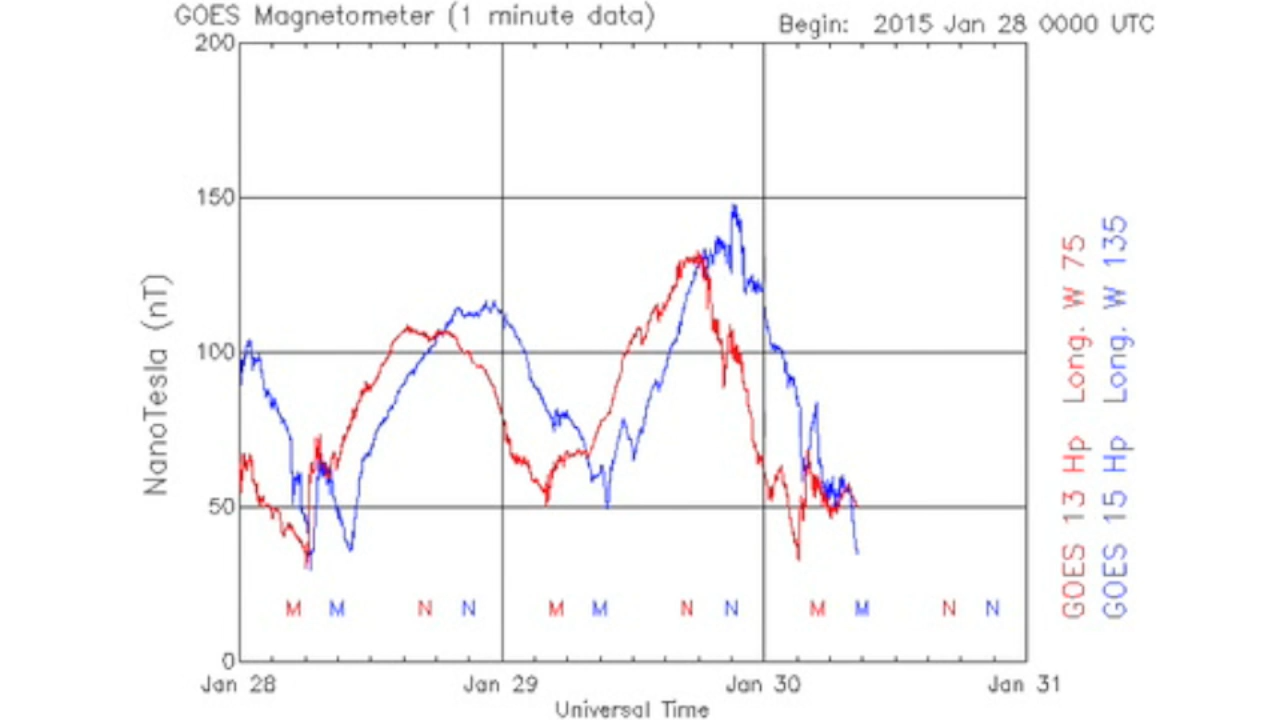 GOES Magnetometer (1 minute data)
Begin: 2015 Jan 28 0000 UTC
200
150
100
50
0
NanoTesla (nT)
M M N N M M N N M M N N
Jan 28 Jan 29 Jan 30 Jan 31
Universal Time
GOES 13 Hp Long. W 75
GOES 15 Hp Long. W 135